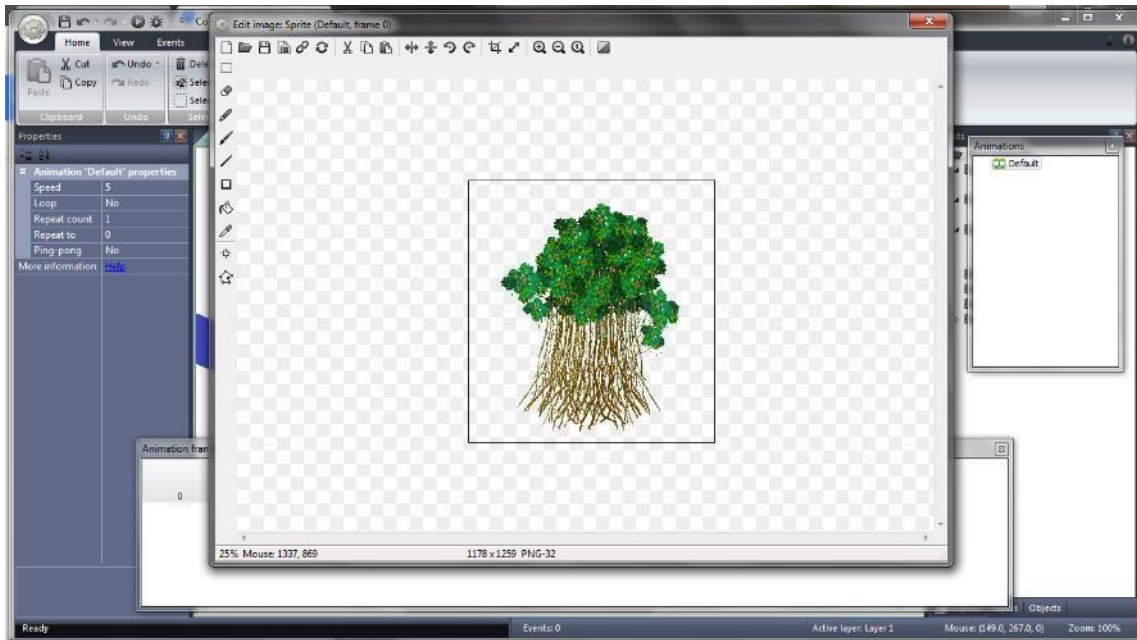 Edit image: Sprite (Default, frame 0)
Home View Events
Cut
Copy
Paste
Clipboard
Undo
Redo
Undo
Properties
Animation 'Default' properties
Speed 5
Loop No
Repeat count 1
Repeat to 0
Ping-pong No
More information Help
Animations
Default
0
25% Mouse: 1337, 869
1178 x 1259 PNG-32
Objects
Ready
Events: 0
Active layer: Layer 1
Mouse: (149.0, 267.0, 0)
Zoom: 100%